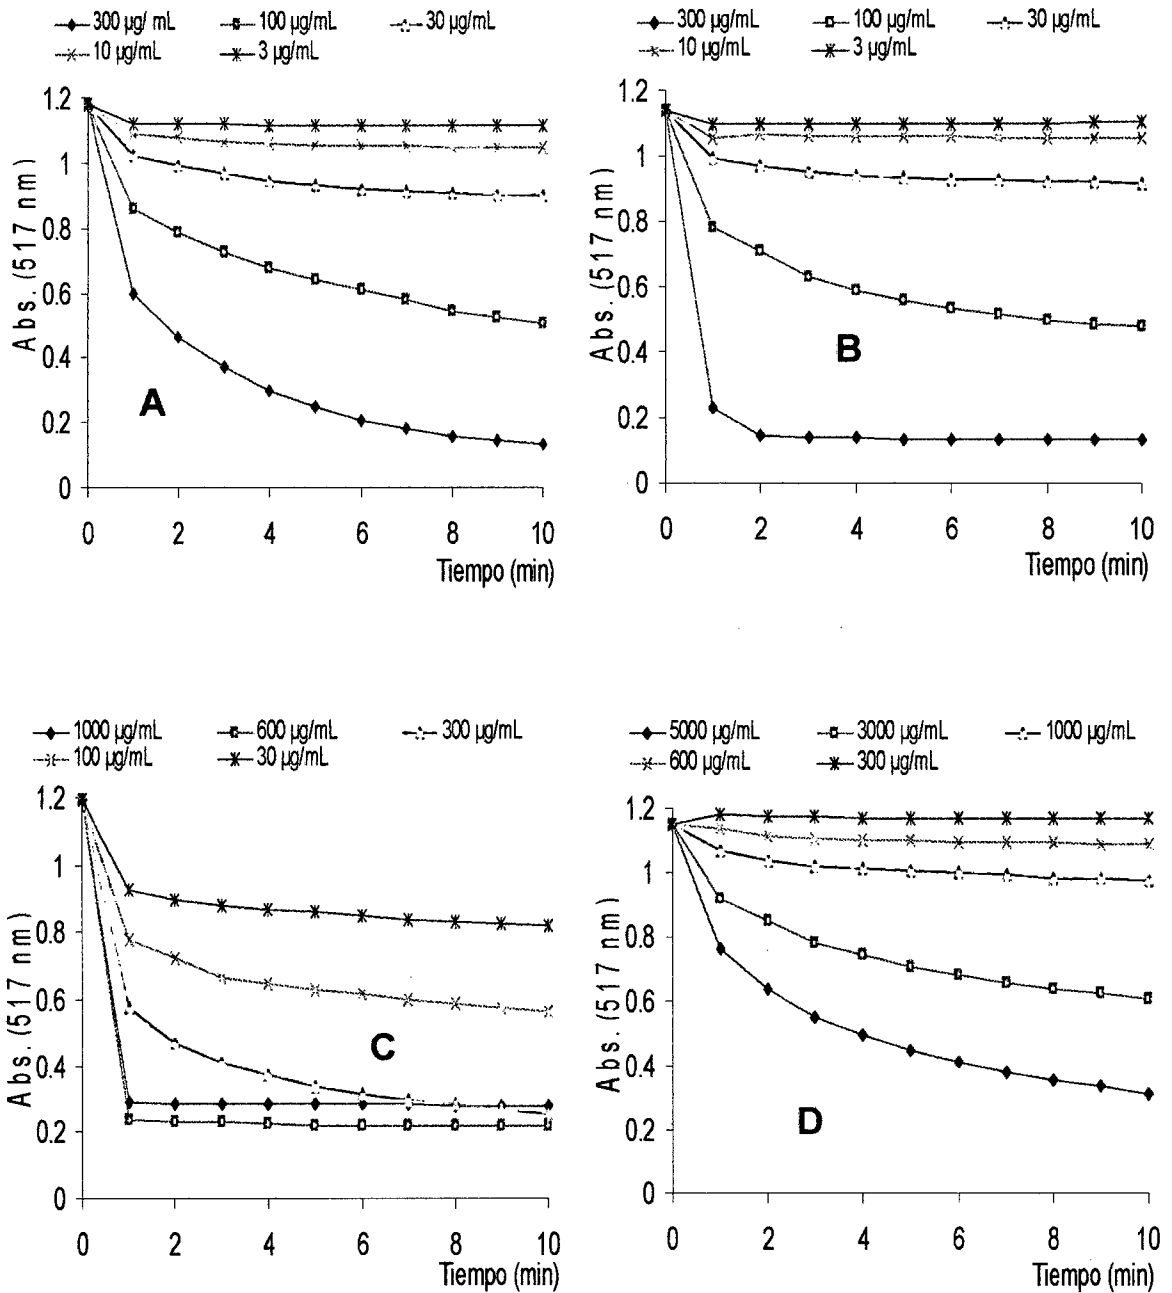 300 µg/ mL 100 µg/mL 30 µg/mL
10 µg/mL 3 µg/mL
1.2
1
0.8
0.6
0.4
0.2
0
Abs. (517 nm)
A
0 2 4 6 8 10
Tiempo (min)
300 µg/mL 100 µg/mL 30 µg/mL
10 µg/mL 3 µg/mL
1.2
1
0.8
0.6
0.4
0.2
0
Abs. (517 nm)
B
0 2 4 6 8 10
Tiempo (min)
1000 µg/mL 600 µg/mL 300 µg/mL
100 µg/mL 30 µg/mL
1.2
1
0.8
0.6
0.4
0.2
0
Abs. (517 nm)
C
0 2 4 6 8 10
Tiempo (min)
5000 µg/mL 3000 µg/mL 1000 µg/mL
600 µg/mL 300 µg/mL
1.2
1
0.8
0.6
0.4
0.2
0
Abs. (517 nm)
D
0 2 4 6 8 10
Tiempo (min)